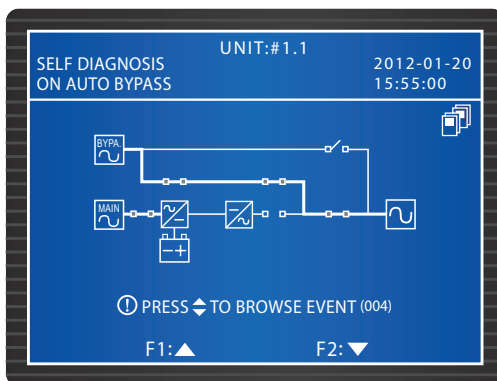 UNIT:#1.1
SELF DIAGNOSIS
2012-01-20
ON AUTO BYPASS
15:55:00
BYPA.
MAIN
PRESS TO BROWSE EVENT (004)
F1:
F2: